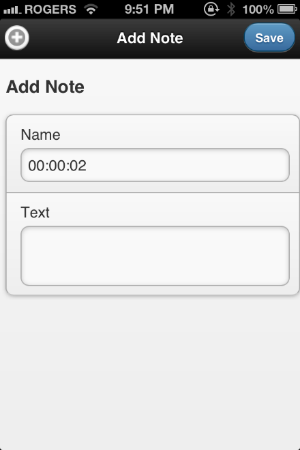 ROGERS 9:51 PM 100%
Add Note Save
Add Note
Name
00:00:02
Text